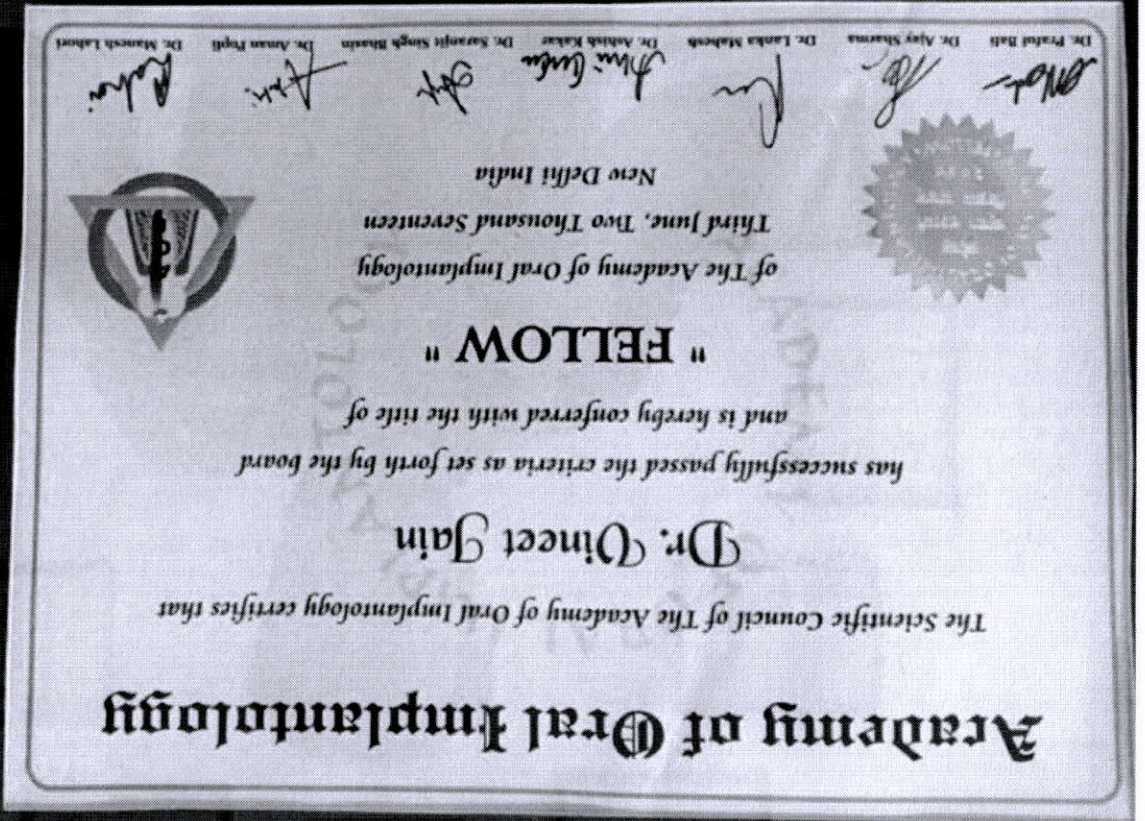 Academy of Oral Implantology
The Scientific Council of The Academy of Oral Implantology certifies that
Dr. Vineet Jain
has successfully passed the criteria as set forth by the board
and is hereby conferred with the title of
" FELLOW "
of The Academy of Oral Implantology
Third June, Two Thousand Seventeen
New Delhi India
Dr. Praful Bali Dr. Ajay Sharma Dr. Lanka Mahesh Dr. Ashish Kakar Dr. Saranjit Singh Bhasin Dr. Aman Pupli Dr. Manesh Lahori